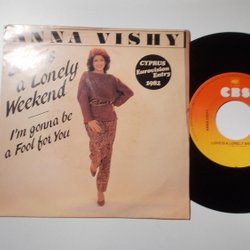 ANNA VISHY
a Lonely
Weekend
I'm gonna be
a Fool for You
CYPRUS
Eurovision
Entry
1982
CBS